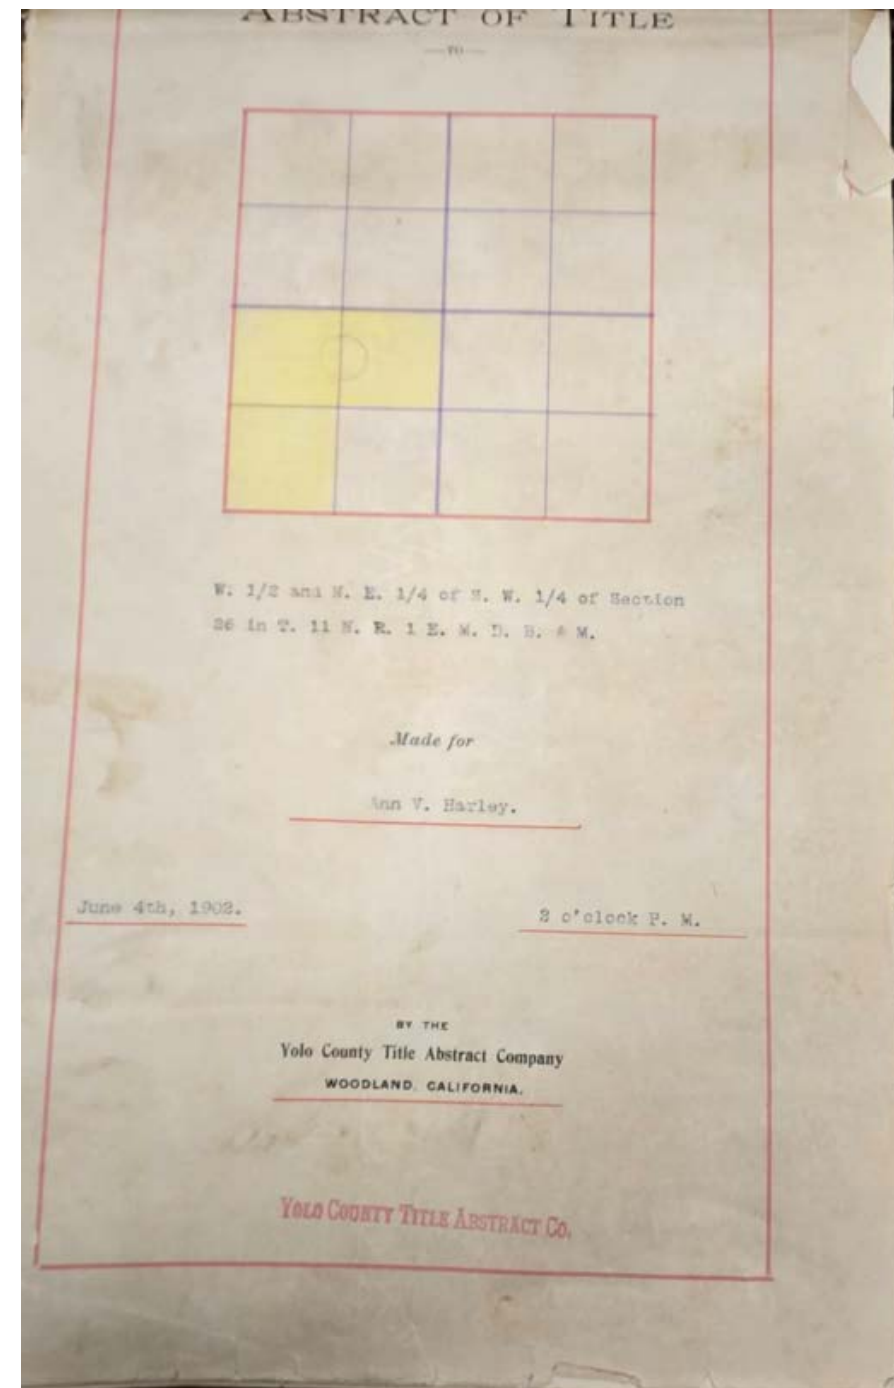 ABSTRACT OF TITLE
—TO—
W. 1/2 and N. E. 1/4 of S. W. 1/4 of Section
26 in T. 11 N. R. 1 E. M. D. B. & M.
Made for
Ann V. Harley.
June 4th, 1902.
2 o'clock P. M.
BY THE
Yolo County Title Abstract Company
WOODLAND, CALIFORNIA.
YOLO COUNTY TITLE ABSTRACT CO.